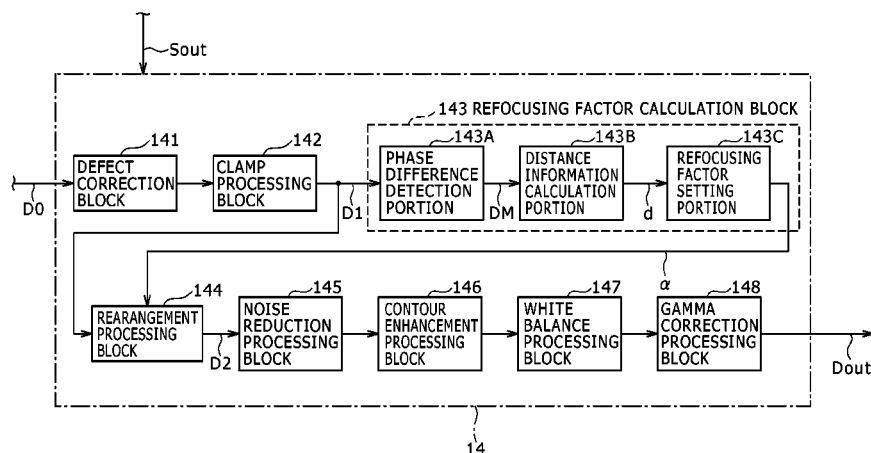 Sout
143 REFOCUSING FACTOR CALCULATION BLOCK
141
142
143A
143B
143C
DEFECT
CORRECTION
BLOCK
CLAMP
PROCESSING
BLOCK
PHASE
DIFFERENCE
DETECTION
PORTION
DISTANCE
INFORMATION
CALCULATION
PORTION
REFOCUSING
FACTOR
SETTING
PORTION
D0
D1
DM
d
α
144
145
146
147
148
REARANGEMENT
PROCESSING
BLOCK
NOISE
REDUCTION
PROCESSING
BLOCK
CONTOUR
ENHANCEMENT
PROCESSING
BLOCK
WHITE
BALANCE
PROCESSING
BLOCK
GAMMA
CORRECTION
PROCESSING
BLOCK
D2
Dout
14